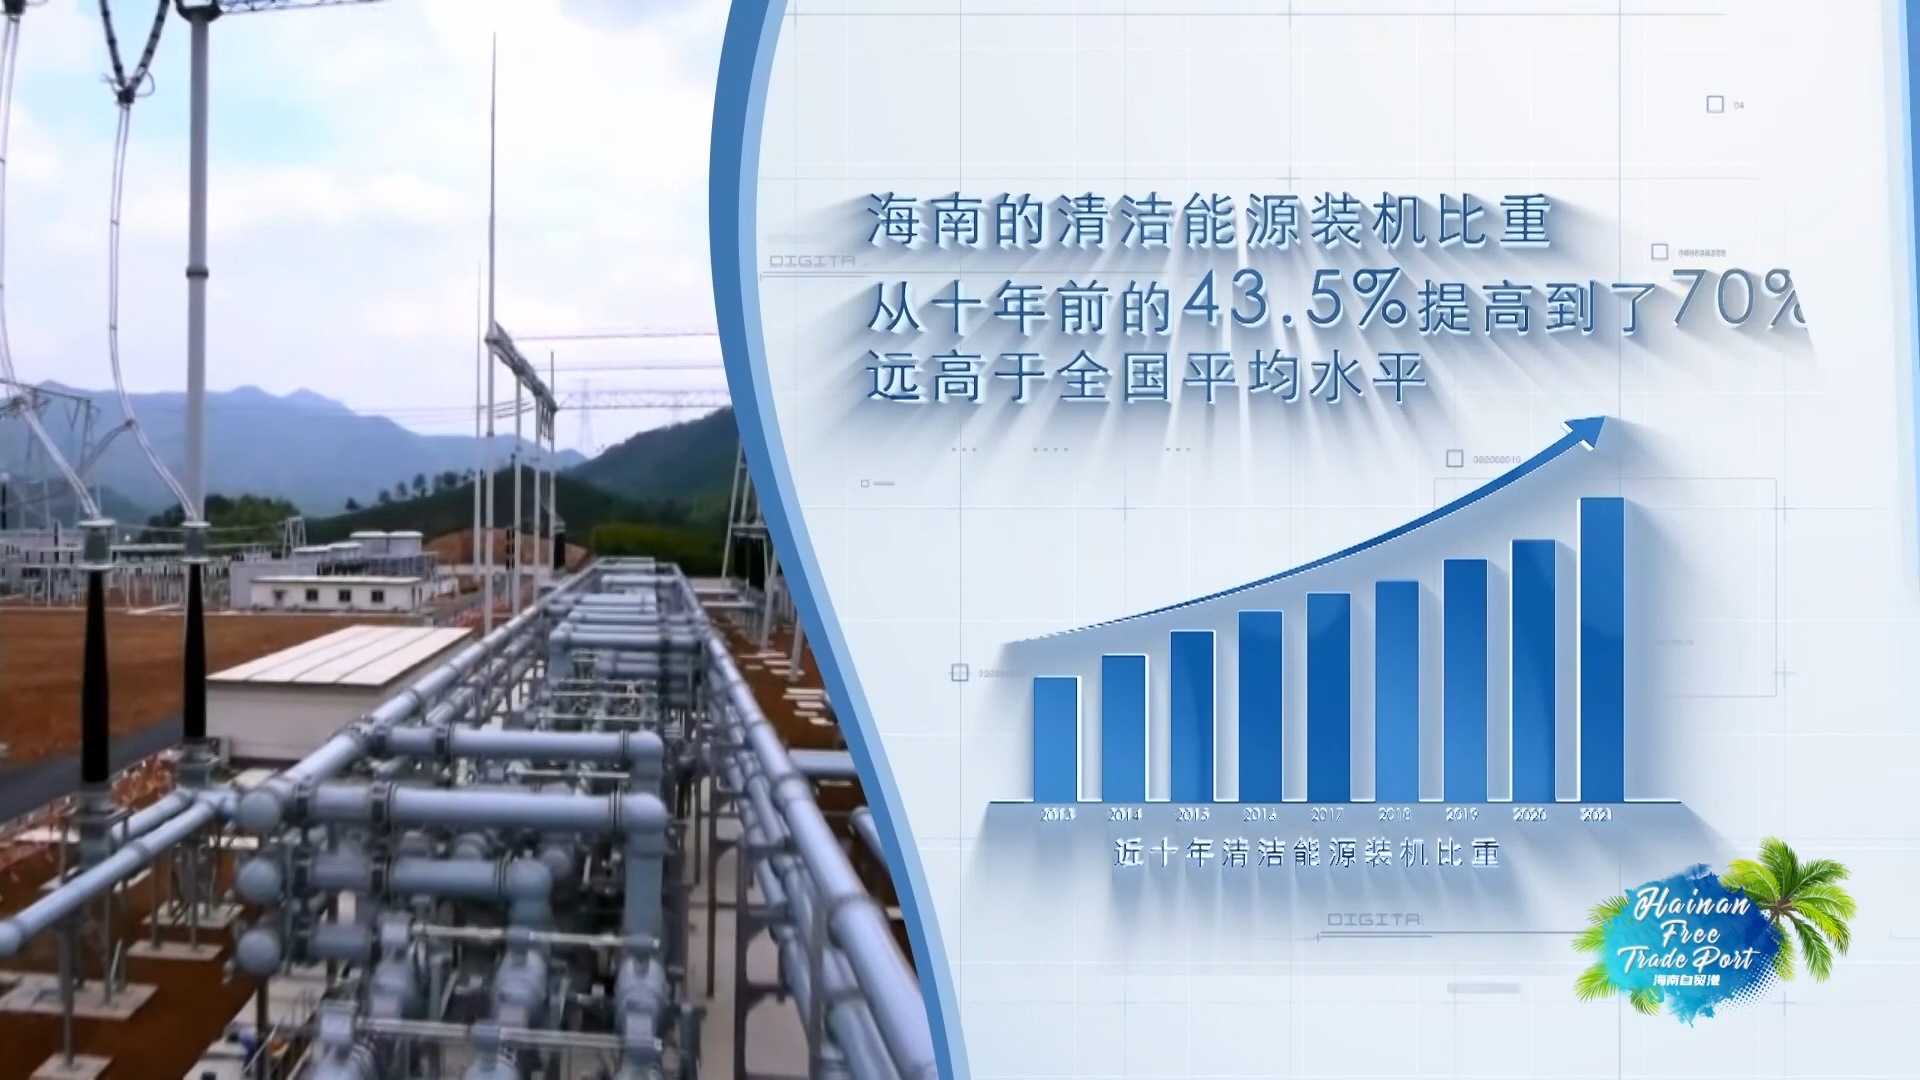 海南的清洁能源装机比重
从十年前的43.5%提高到了70%
远高于全国平均水平
DIGITA
2013 2014 2015 2016 2017 2018 2019 2020 2021
近十年清洁能源装机比重
DIGITA
Hainan
Free
Trade Port
海南自贸港